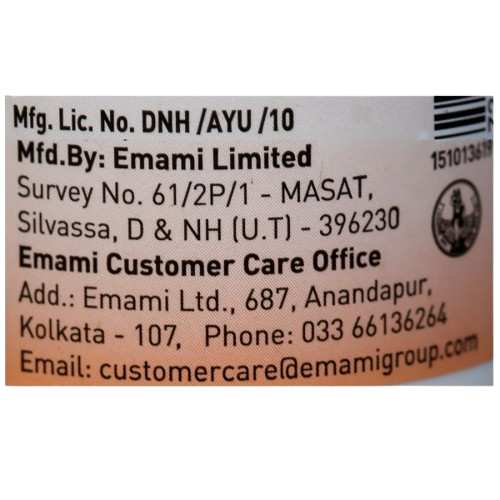 Mfg. Lic. No. DNH /AYU /10
Mfd.By: Emami Limited
Survey No. 61/2P/1 - MASAT,
Silvassa, D & NH (U.T) - 396230
Emami Customer Care Office
Add.: Emami Ltd., 687, Anandapur,
Kolkata - 107, Phone: 033 66136264
Email: customercare@emamigroup.com